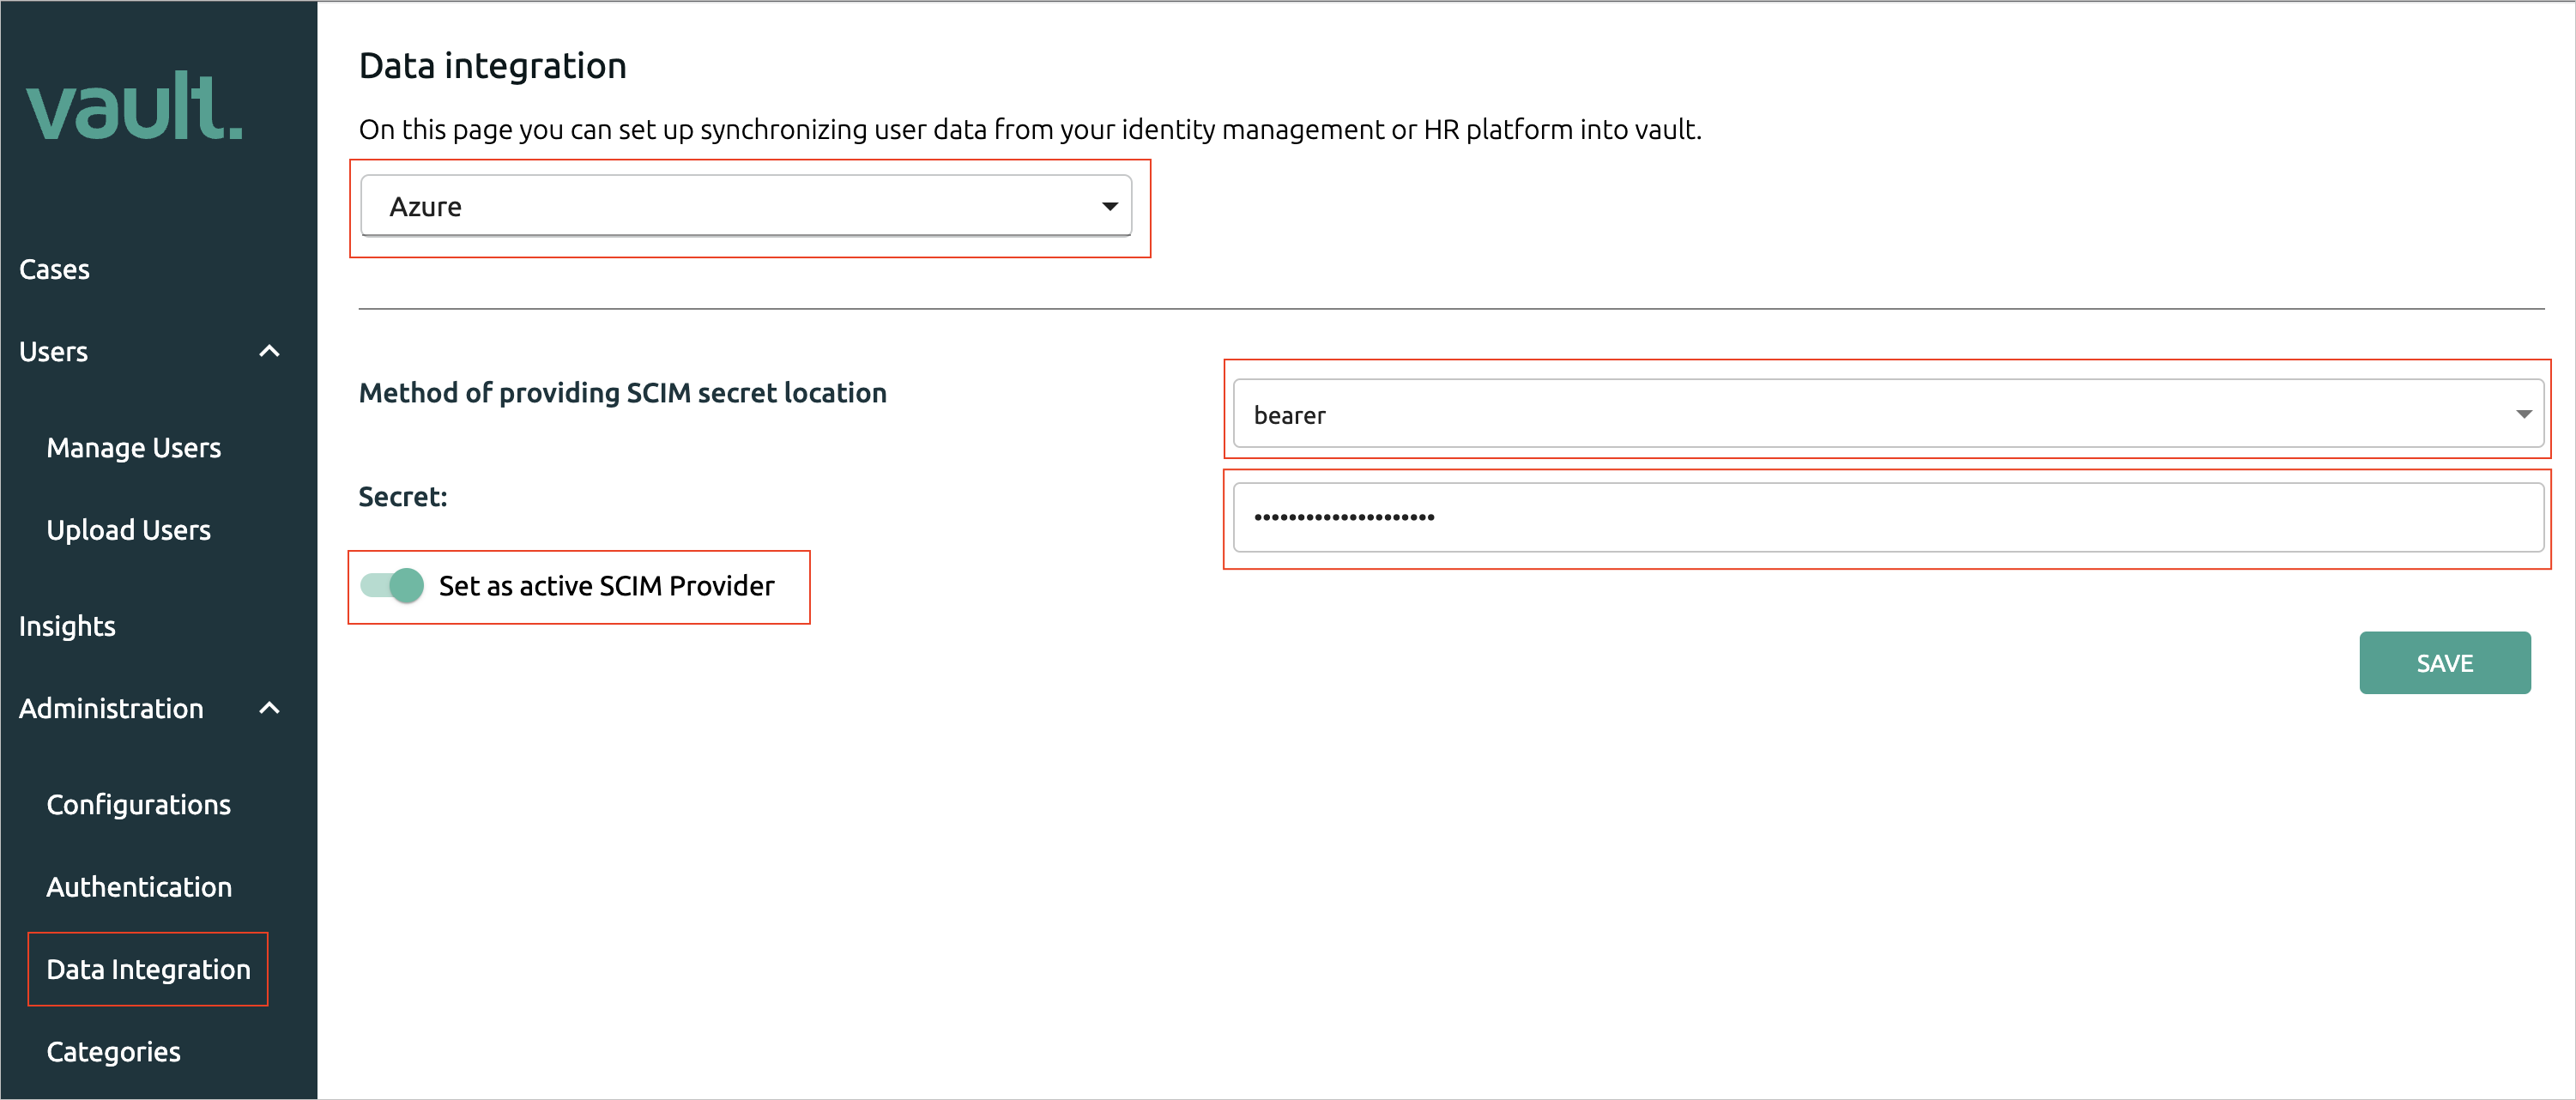 vault.
Cases
Users
Manage Users
Upload Users
Insights
Administration
Configurations
Authentication
Data Integration
Categories
Data integration
On this page you can set up synchronizing user data from your identity management or HR platform into vault.
Azure
Method of providing SCIM secret location
bearer
Secret:
•••••••••••••••••••••
Set as active SCIM Provider
SAVE